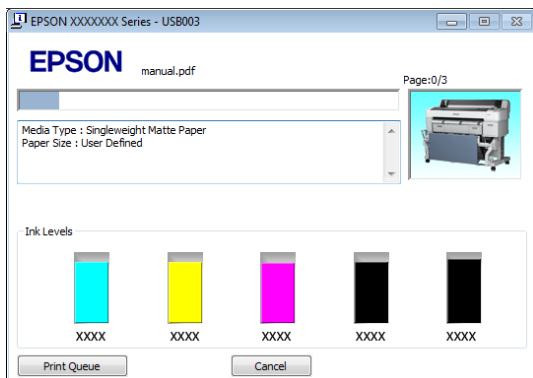 EPSON XXXXXXX Series - USB003
EPSON
manual.pdf
Page:0/3
Media Type : Singleweight Matte Paper
Paper Size : User Defined
Ink Levels
XXXX XXXX XXXX XXXX XXXX
Print Queue Cancel